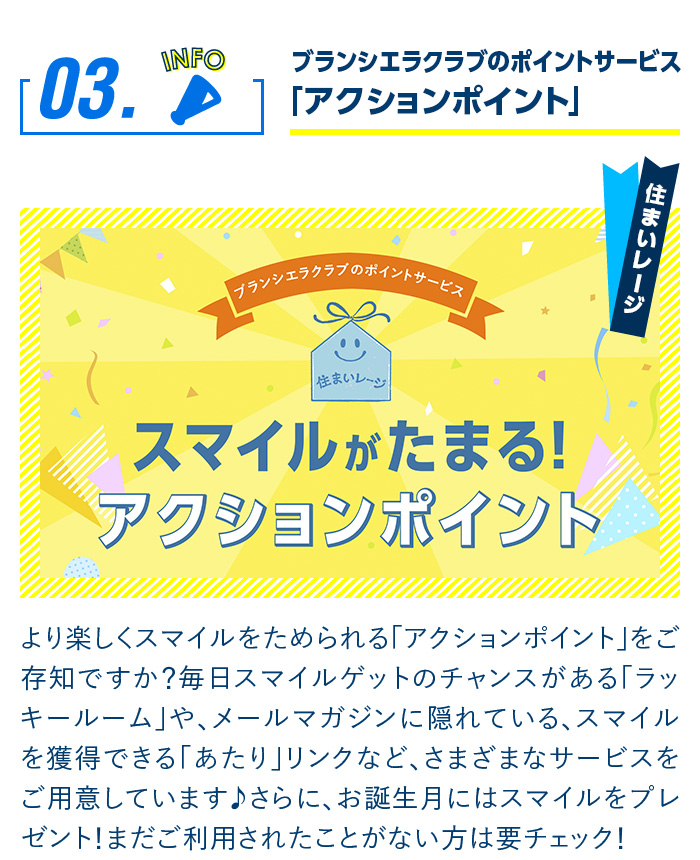 03.
INFO
ブランシエラクラブのポイントサービス
「アクションポイント」
住まいレージ
ブランシエラクラブのポイントサービス
住まいレージ
スマイルがたまる!
アクションポイント
より楽しくスマイルをためられる「アクションポイント」をご
存知ですか?毎日スマイルゲットのチャンスがある「ラッ
キールーム」や、メールマガジンに隠れている、スマイル
を獲得できる「あたり」リンクなど、さまざまなサービスを
ご用意しています♪さらに、お誕生月にはスマイルをプレ
ゼント!まだご利用されたことがない方は要チェック!